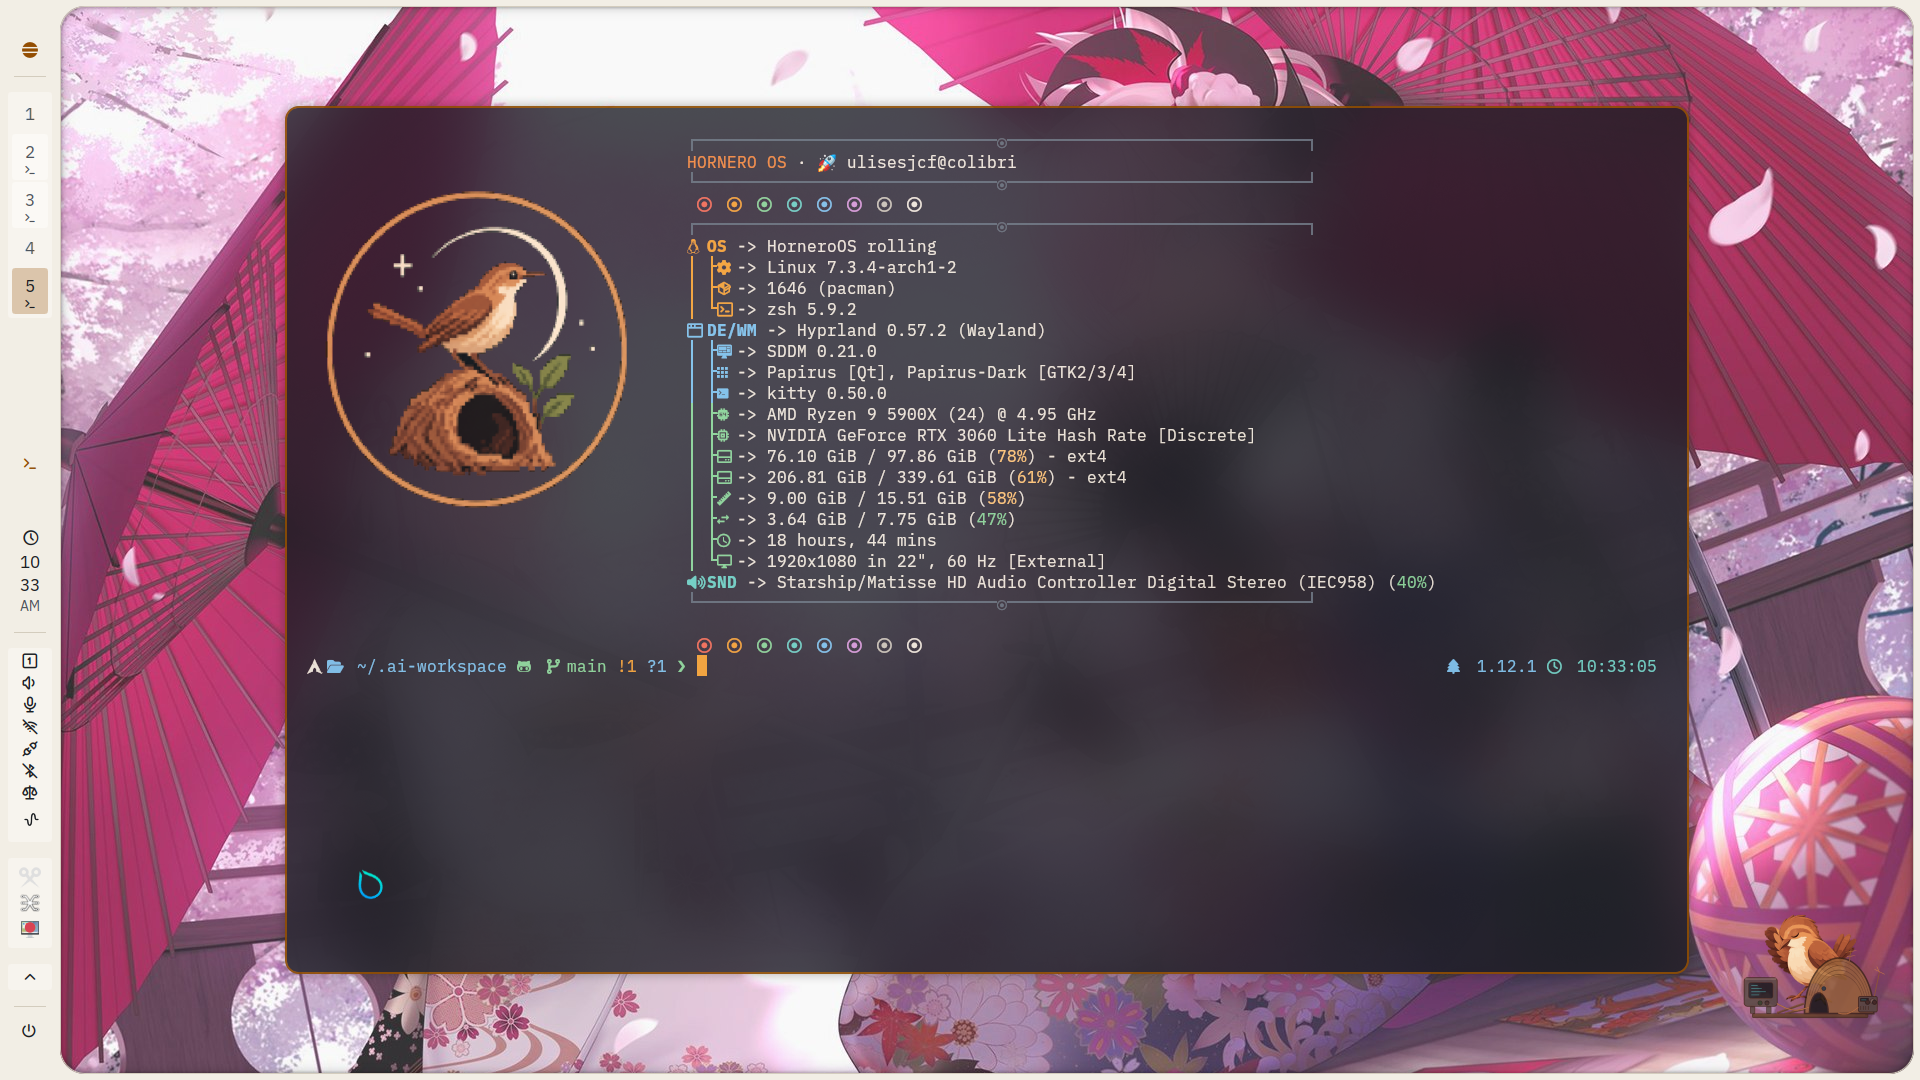 1
2
3
4
5
10
33
AM
1
HORNERO OS · 🚀 ulisesjcf@colibri
OS -> HorneroOS rolling
-> Linux 7.3.4-arch1-2
-> 1646 (pacman)
-> zsh 5.9.2
DE/WM -> Hyprland 0.57.2 (Wayland)
-> SDDM 0.21.0
-> Papirus [Qt], Papirus-Dark [GTK2/3/4]
-> kitty 0.50.0
-> AMD Ryzen 9 5900X (24) @ 4.95 GHz
-> NVIDIA GeForce RTX 3060 Lite Hash Rate [Discrete]
-> 76.10 GiB / 97.86 GiB (78%) - ext4
-> 206.81 GiB / 339.61 GiB (61%) - ext4
-> 9.00 GiB / 15.51 GiB (58%)
-> 3.64 GiB / 7.75 GiB (47%)
-> 18 hours, 44 mins
-> 1920x1080 in 22", 60 Hz [External]
SND -> Starship/Matisse HD Audio Controller Digital Stereo (IEC958) (40%)
~/.ai-workspace main !1 ?1 ❯ 1.12.1 10:33:05